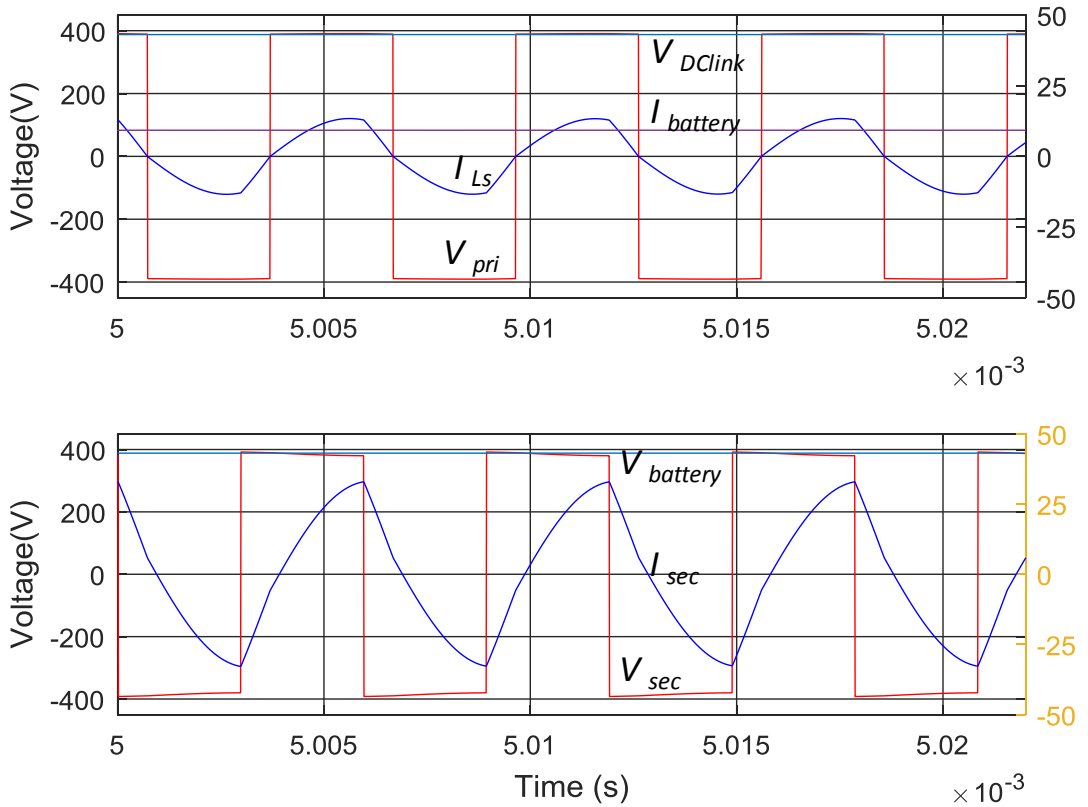 400 50
V DClink
200 25
I battery
Voltage(V) 0 0
I Ls
-200 -25
V pri
-400 -50
5 5.005 5.01 5.015 5.02
×10-3
400 50
V battery
200 25
Voltage(V) 0 I sec 0
-200 -25
V sec
-400 -50
5 5.005 5.01 5.015 5.02
Time (s) ×10-3